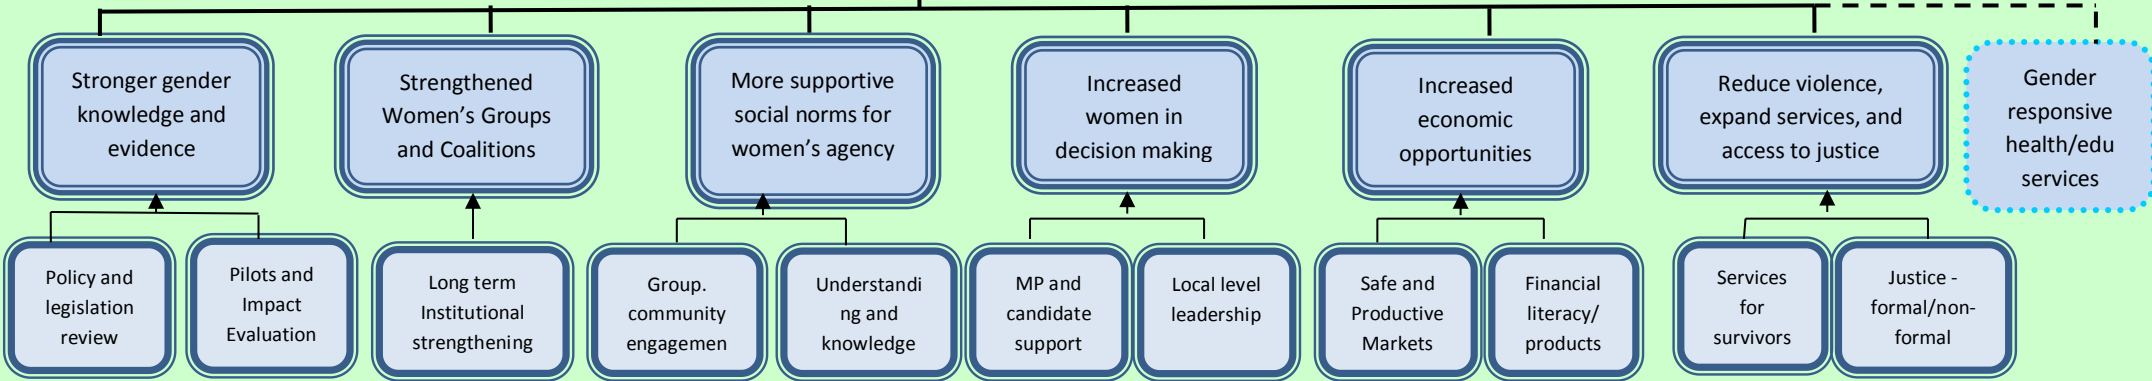 Stronger gender
knowledge and
evidence
Strengthened
Women’s Groups
and Coalitions
More supportive
social norms for
women’s agency
Increased
women in
decision making
Increased
economic
opportunities
Reduce violence,
expand services, and
access to justice
Gender
responsive
health/edu
services
Policy and
legislation
review
Pilots and
Impact
Evaluation
Long term
Institutional
strengthening
Group.
community
engagemen
Understandi
ng and
knowledge
MP and
candidate
support
Local level
leadership
Safe and
Productive
Markets
Financial
literacy/
products
Services
for
survivors
Justice -
formal/non-
formal